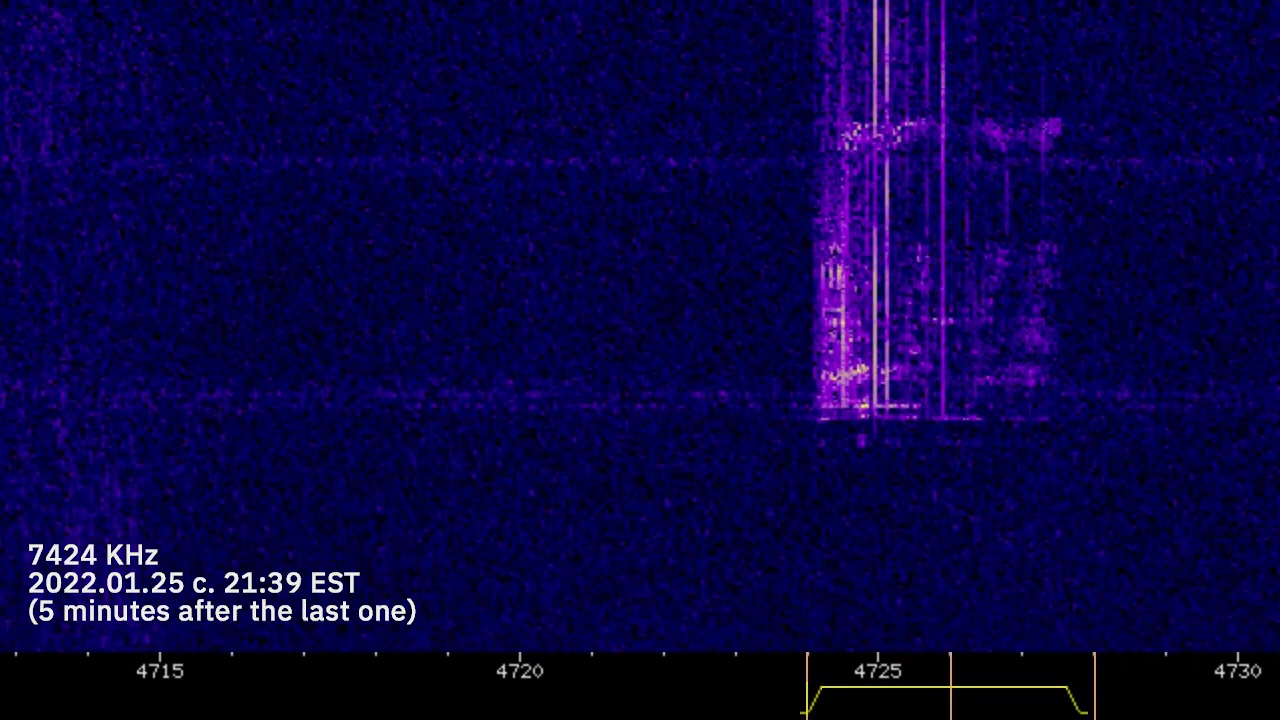 7424 KHz
2022.01.25 c. 21:39 EST
(5 minutes after the last one)
4715 4720 4725 4730